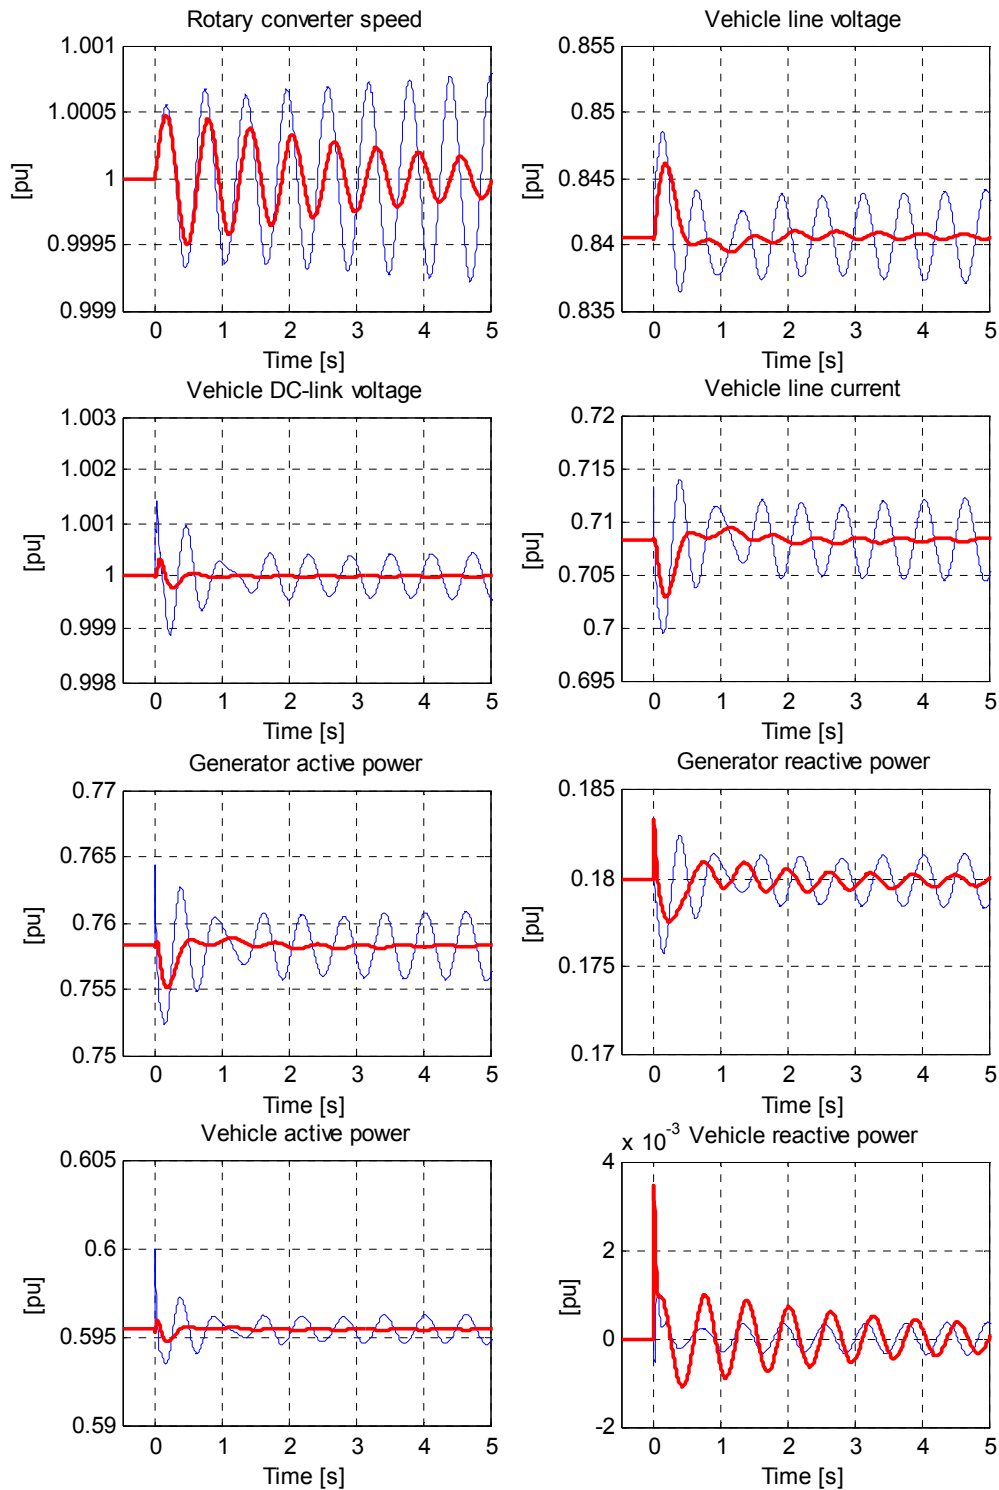 Rotary converter speed
1.001
1.0005
1
0.9995
0.999
[pu]
0 1 2 3 4 5
Time [s]
Vehicle line voltage
0.855
0.85
0.845
0.84
0.835
[pu]
0 1 2 3 4 5
Time [s]
Vehicle DC-link voltage
1.003
1.002
1.001
1
0.999
0.998
[pu]
0 1 2 3 4 5
Time [s]
Vehicle line current
0.72
0.715
0.71
0.705
0.7
0.695
[pu]
0 1 2 3 4 5
Time [s]
Generator active power
0.77
0.765
0.76
0.755
0.75
[pu]
0 1 2 3 4 5
Time [s]
Generator reactive power
0.185
0.18
0.175
0.17
[pu]
0 1 2 3 4 5
Time [s]
Vehicle active power
0.605
0.6
0.595
0.59
[pu]
0 1 2 3 4 5
Time [s]
x 10-3 Vehicle reactive power
4
2
0
-2
[pu]
0 1 2 3 4 5
Time [s]